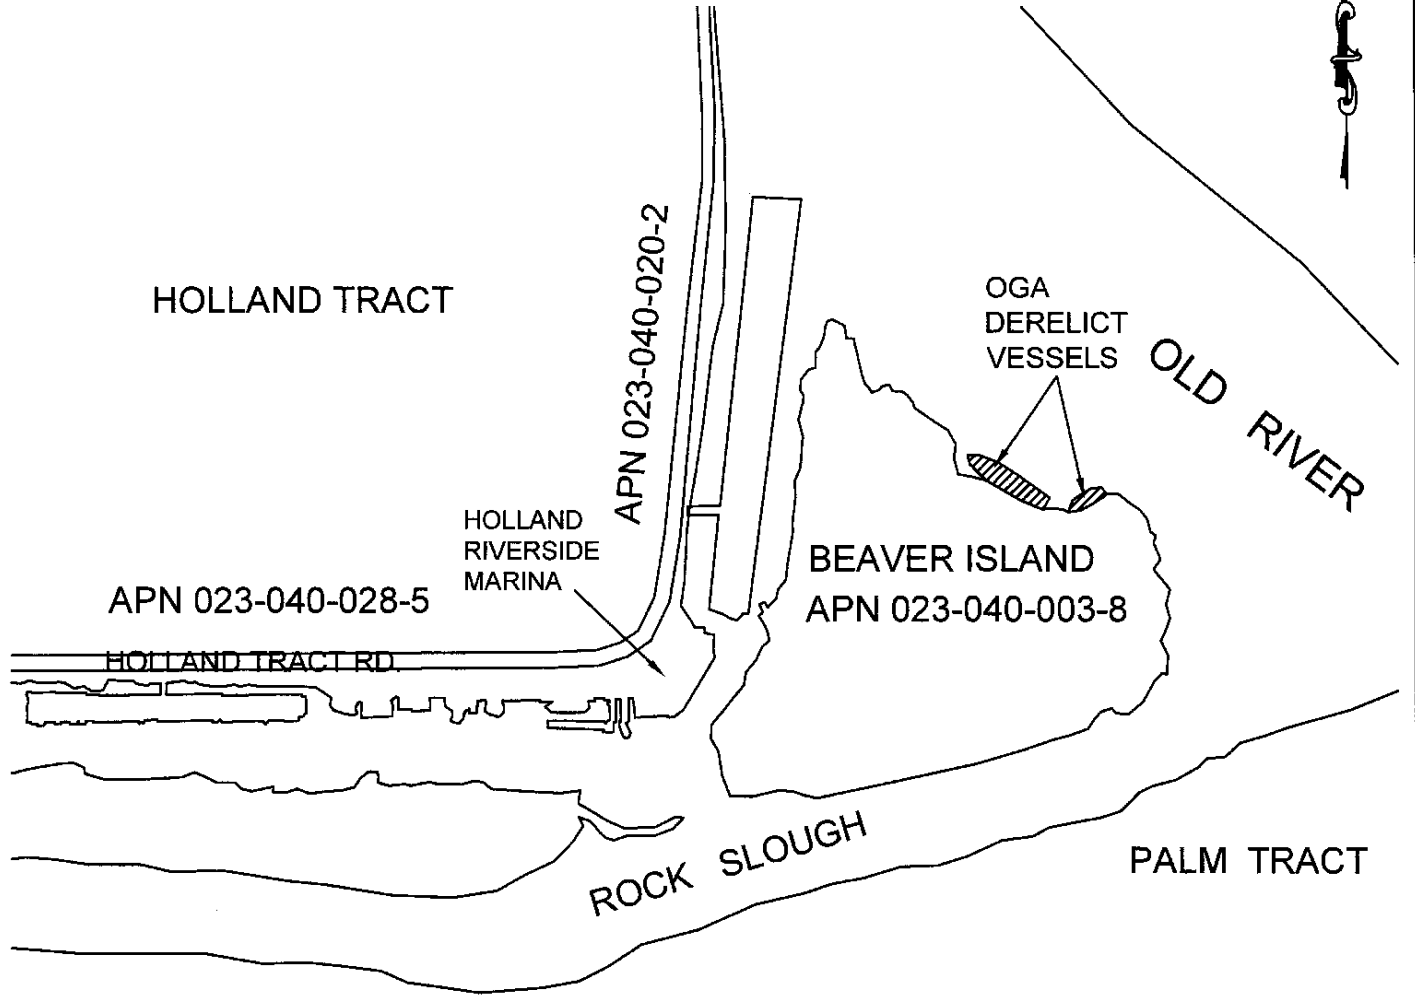 HOLLAND TRACT
APN 023-040-020-2
OGA
DERELICT
VESSELS
OLD RIVER
HOLLAND
RIVERSIDE
MARINA
BEAVER ISLAND
APN 023-040-003-8
APN 023-040-028-5
HOLLAND TRACT RD.
ROCK SLOUGH
PALM TRACT